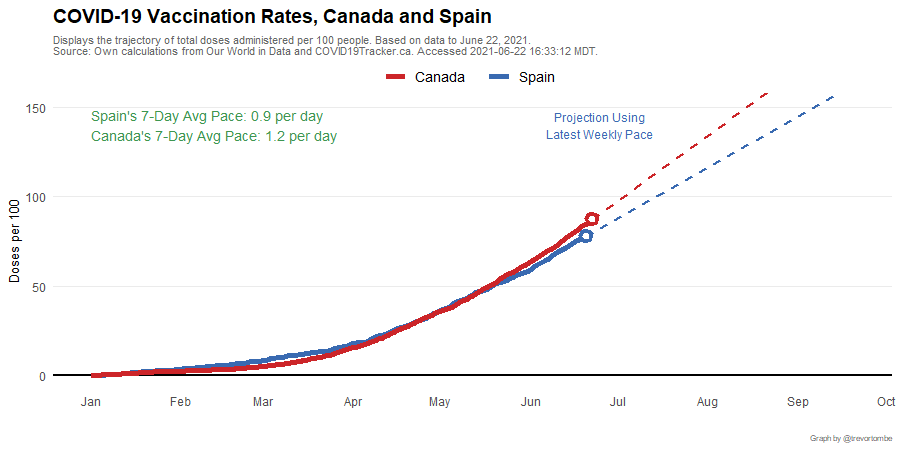 COVID-19 Vaccination Rates, Canada and Spain
Displays the trajectory of total doses administered per 100 people. Based on data to June 22, 2021.
Source: Own calculations from Our World in Data and COVID19Tracker.ca. Accessed 2021-06-22 16:33:12 MDT.
Canada Spain
150
Spain's 7-Day Avg Pace: 0.9 per day
Canada's 7-Day Avg Pace: 1.2 per day
Projection Using
Latest Weekly Pace
100
Doses per 100
50
0
Jan Feb Mar Apr May Jun Jul Aug Sep Oct
Graph by @trevortombe